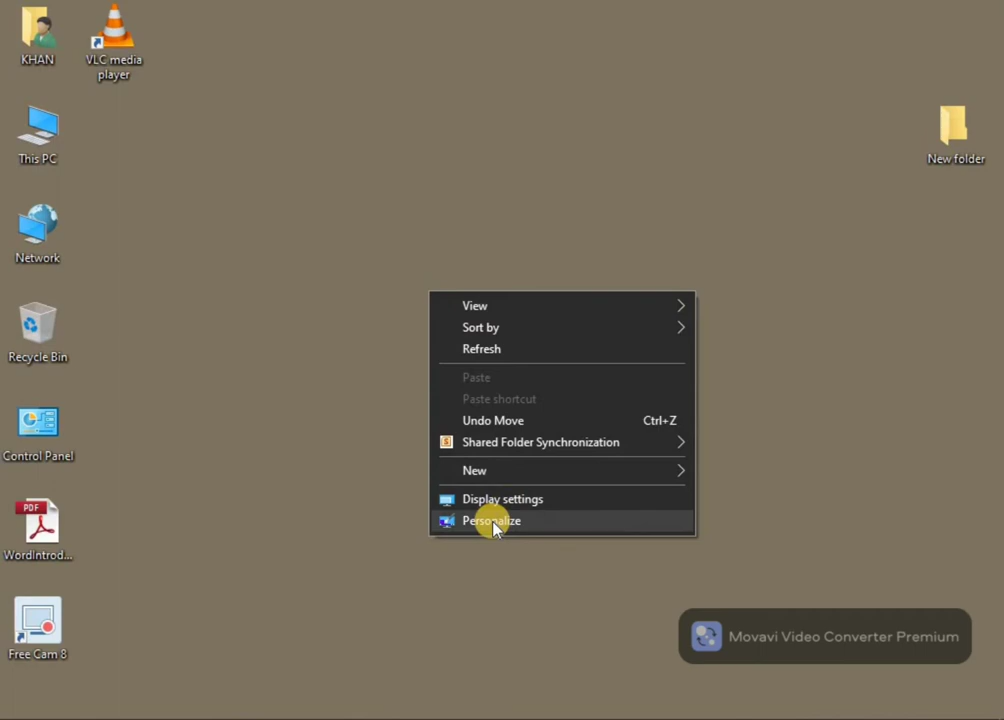 KHAN
VLC media
player
This PC
New folder
Network
Recycle Bin
Control Panel
PDF
WordIntrod...
Free Cam 8
View
Sort by
Refresh
Paste
Paste shortcut
Undo Move Ctrl+Z
Shared Folder Synchronization
New
Display settings
Personalize
Movavi Video Converter Premium